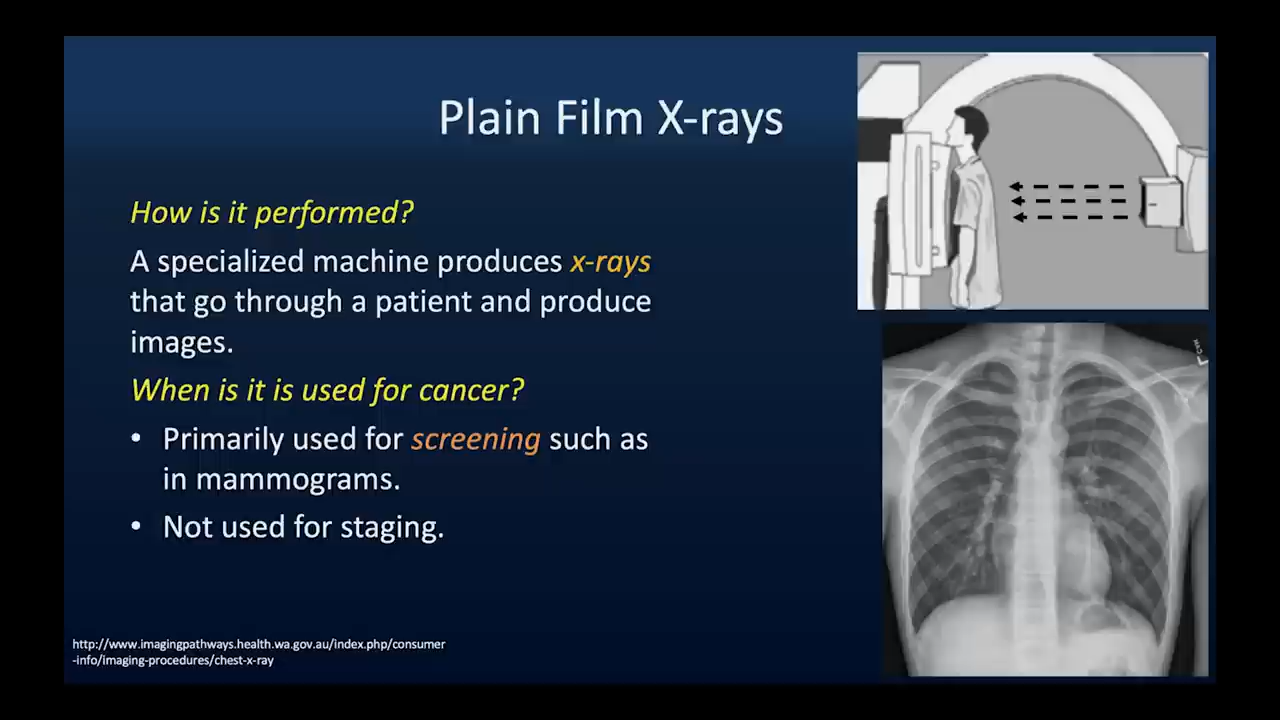 Plain Film X-rays
How is it performed?
A specialized machine produces x-rays
that go through a patient and produce
images.
When is it is used for cancer?
• Primarily used for screening such as
in mammograms.
• Not used for staging.
http://www.imagingpathways.health.wa.gov.au/index.php/consumer
-info/imaging-procedures/chest-x-ray